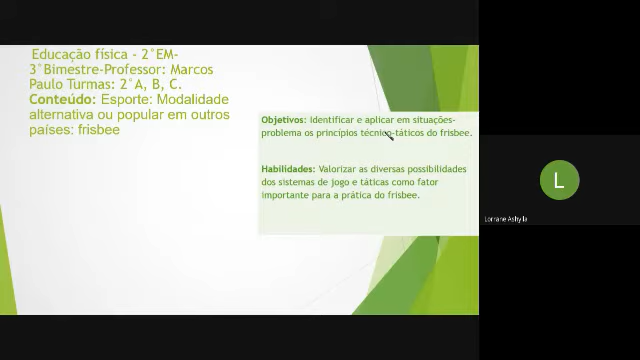 Educação física - 2°EM-
3°Bimestre-Professor: Marcos
Paulo Turmas: 2°A, B, C.
Conteúdo: Esporte: Modalidade
alternativa ou popular em outros
países: frisbee
Objetivos: Identificar e aplicar em situações-
problema os princípios técnico-táticos do frisbee.
Habilidades: Valorizar as diversas possibilidades
dos sistemas de jogo e táticas como fator
importante para a prática do frisbee.
L
Lorrane Ashylla